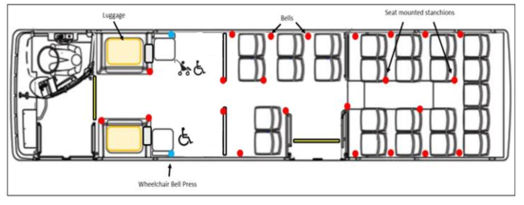 Luggage
Bells
Seat mounted stanchions
Wheelchair Bell Press